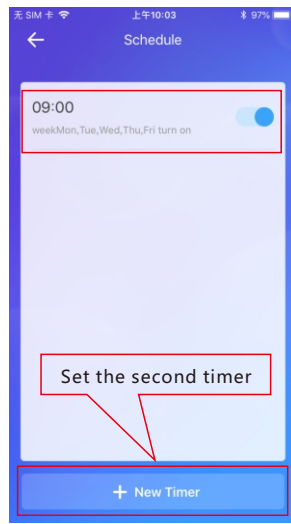 无 SIM 卡 上午10:03 97%
Schedule
09:00
weekMon,Tue,Wed,Thu,Fri turn on
Set the second timer
+ New Timer